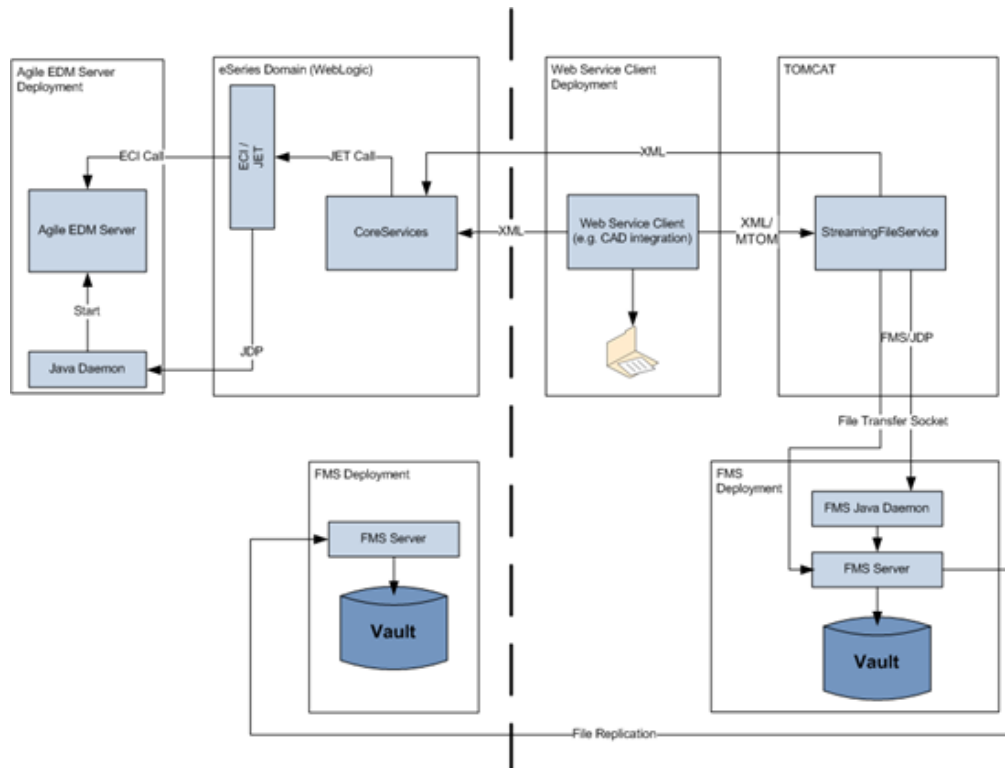 Agile EDM Server
Deployment
eSeries Domain (WebLogic)
Web Service Client
Deployment
TOMCAT
ECI /
JET
ECI Call
JET Call
XML
Agile EDM Server
CoreServices
XML
Web Service Client
(e.g. CAD integration)
XML/
MTOM
StreamingFileService
Start
JDP
Java Daemon
FMS/JDP
File Transfer Socket
FMS Deployment
FMS
Deployment
FMS Java Daemon
FMS Server
FMS Server
Vault
Vault
File Replication